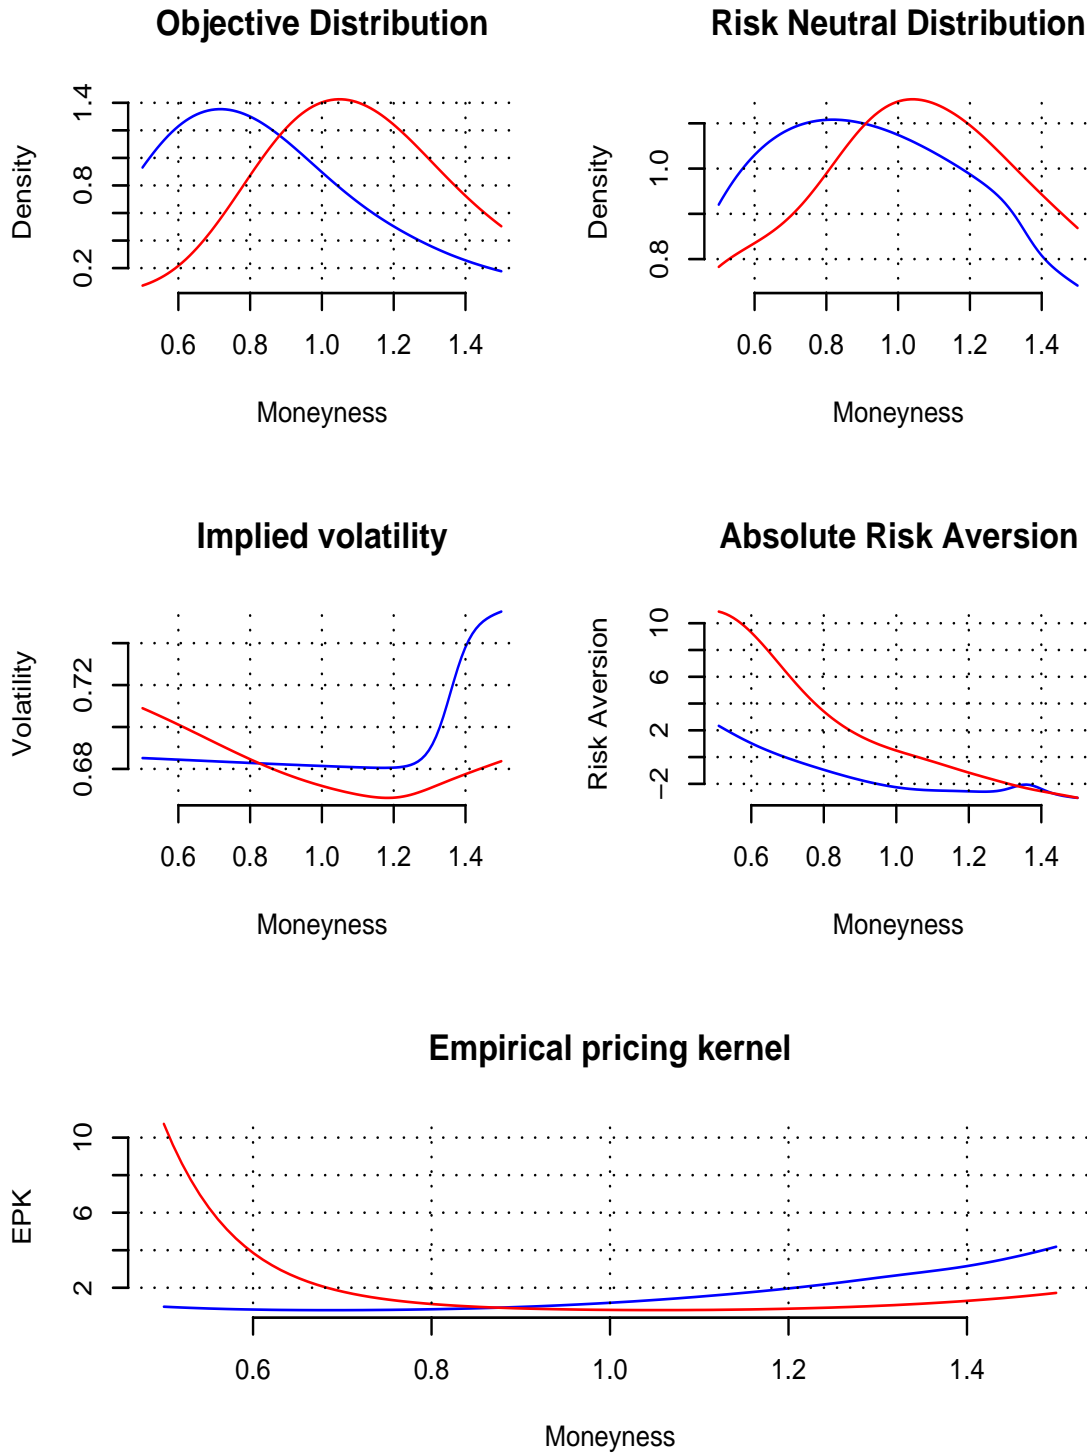 Objective Distribution
Density
0.2 0.8 1.4
0.6 0.8 1.0 1.2 1.4
Moneyness
Risk Neutral Distribution
Density
0.8 1.0
0.6 0.8 1.0 1.2 1.4
Moneyness
Implied volatility
Volatility
0.68 0.72
0.6 0.8 1.0 1.2 1.4
Moneyness
Absolute Risk Aversion
Risk Aversion
−2 2 6 10
0.6 0.8 1.0 1.2 1.4
Moneyness
Empirical pricing kernel
EPK
2 6 10
0.6 0.8 1.0 1.2 1.4
Moneyness